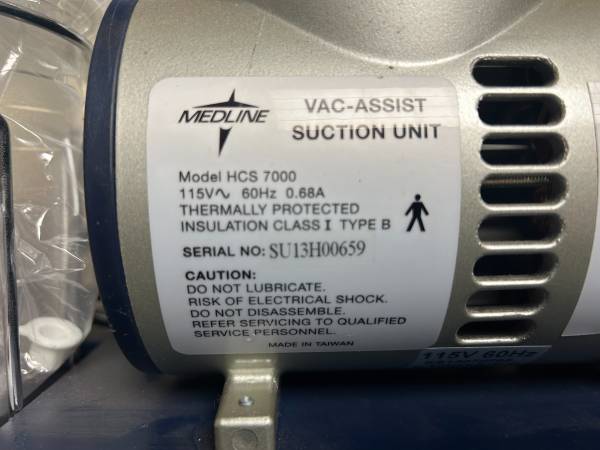 MEDLINE
VAC-ASSIST
SUCTION UNIT
Model HCS 7000
115V∿ 60Hz 0.68A
THERMALLY PROTECTED
INSULATION CLASS I TYPE B
SERIAL NO: SU13H00659
CAUTION:
DO NOT LUBRICATE.
RISK OF ELECTRICAL SHOCK.
DO NOT DISASSEMBLE.
REFER SERVICING TO QUALIFIED
SERVICE PERSONNEL.
MADE IN TAIWAN
115V 60Hz